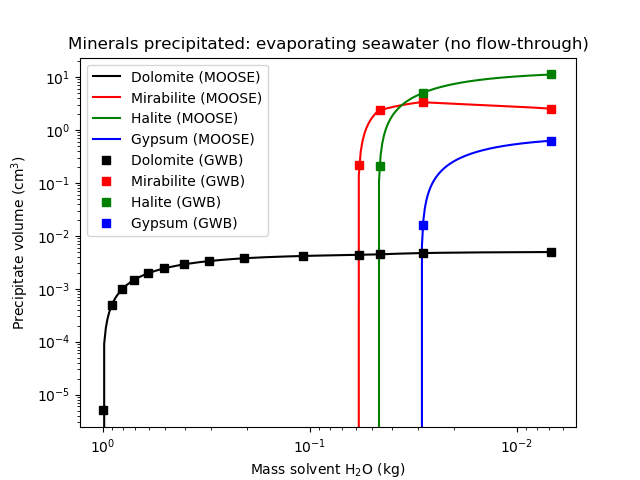 Minerals precipitated: evaporating seawater (no flow-through)
Dolomite (MOOSE)
Mirabilite (MOOSE)
Halite (MOOSE)
Gypsum (MOOSE)
Dolomite (GWB)
Mirabilite (GWB)
Halite (GWB)
Gypsum (GWB)
Precipitate volume (cm³)
10¹
10⁰
10⁻¹
10⁻²
10⁻³
10⁻⁴
10⁻⁵
10⁰ 10⁻¹ 10⁻²
Mass solvent H₂O (kg)